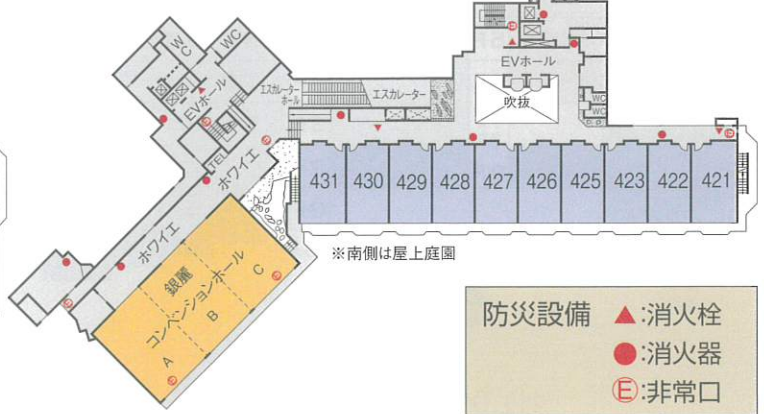 WC
WC
EVホール
エスカレーター
ホール
エスカレーター
EVホール
吹抜
WC
WC
TEL
ホワイエ
ホワイエ
431
430
429
428
427
426
425
423
422
421
※南側は屋上庭園
銀麗
コンベンションホール
A
B
C
E
E
E
E
E
E
E
防災設備 ▲:消火栓
●:消火器
Ⓔ:非常口